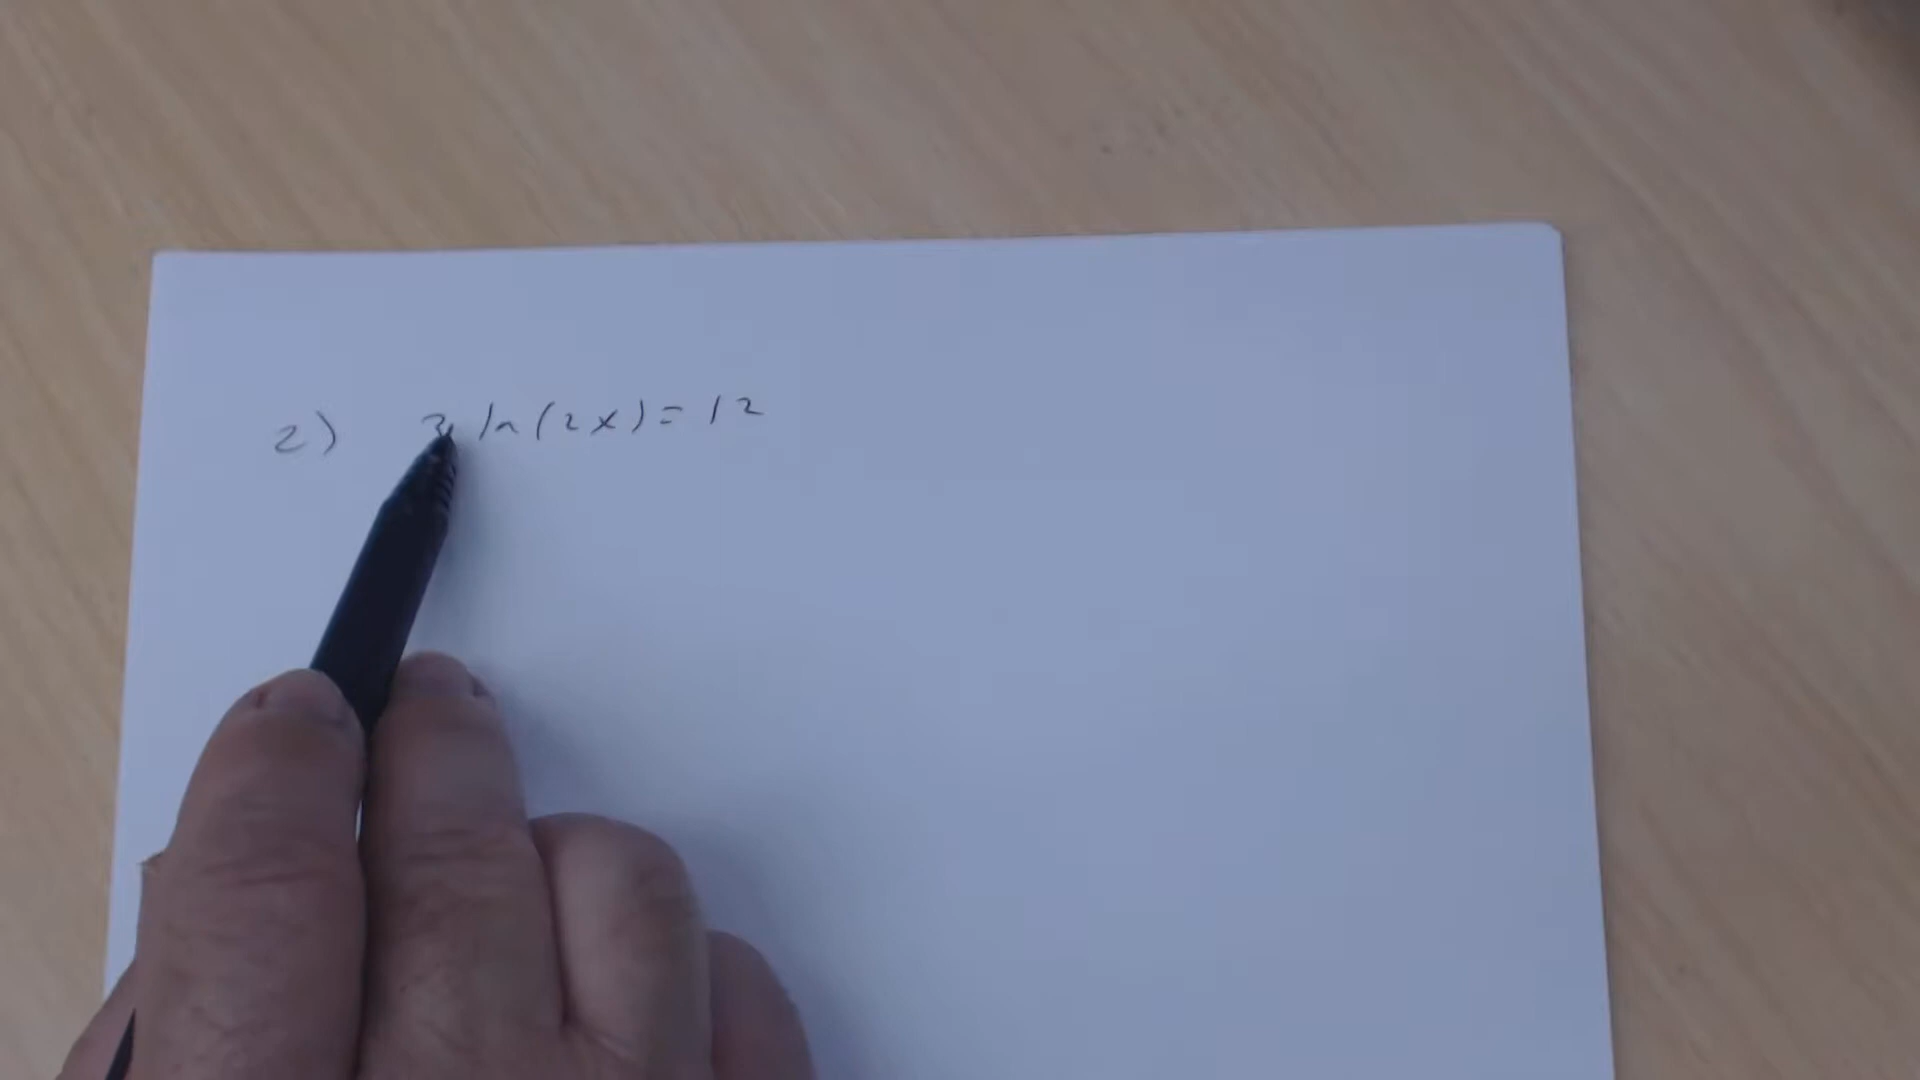 2) 3 ln(2x) = 12